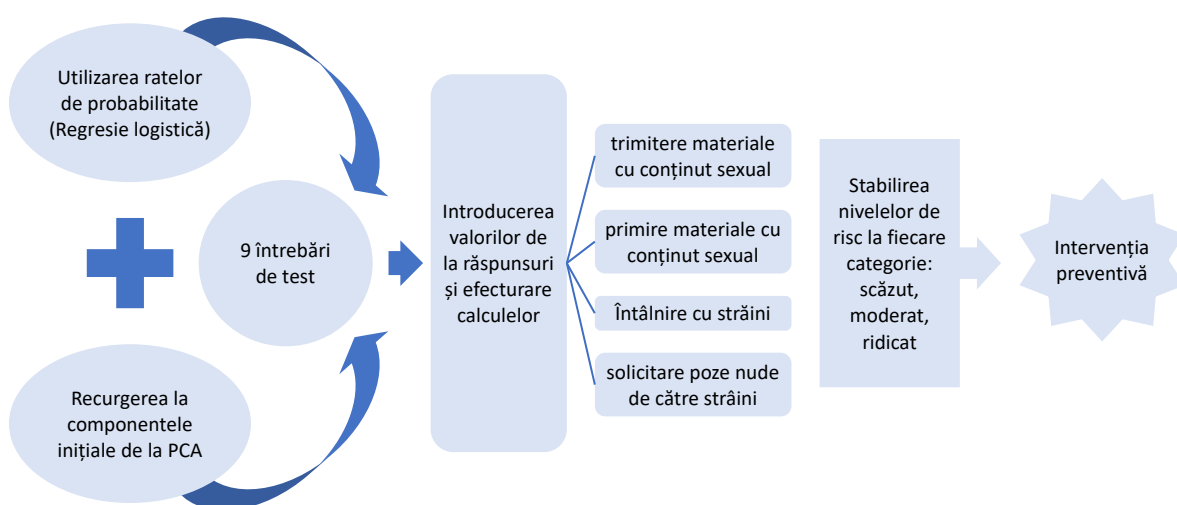 Utilizarea ratelor
de probabilitate
(Regresie logistică)
9 întrebări
de test
Recurgerea la
componentele
inițiale de la PCA
Introducerea
valorilor de
la răspunsuri
și efecturare
calculelor
trimitere materiale
cu conținut sexual
primire materiale cu
conținut sexual
Întâlnire cu străini
solicitare poze nude
de către strâini
Stabilirea
nivelelor de
risc la fiecare
categorie:
scăzut,
moderat,
ridicat
Intervenția
preventivă